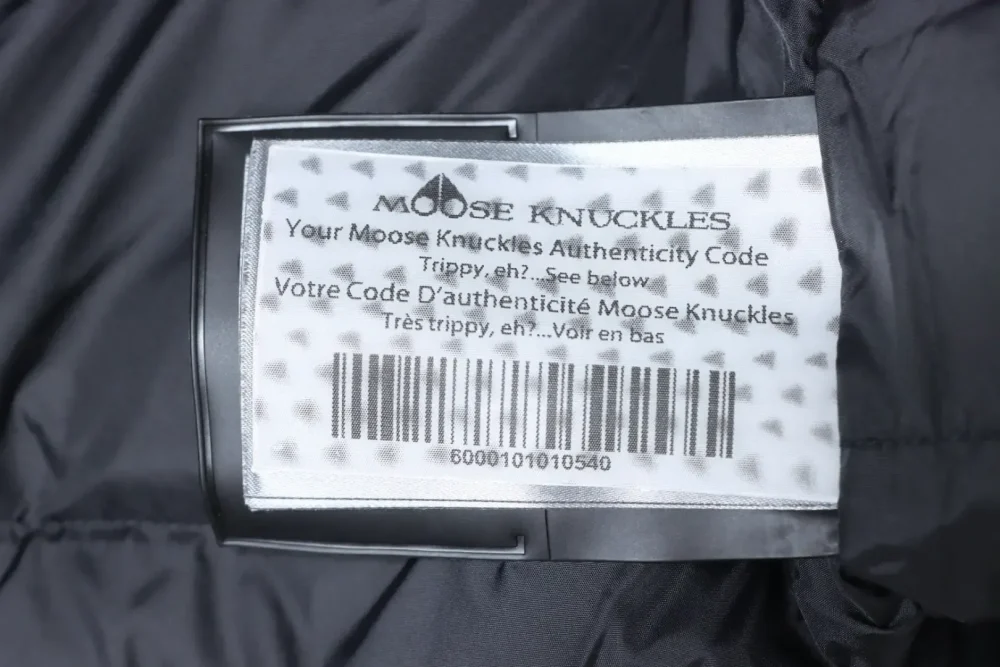 MOOSE KNUCKLES
Your Moose Knuckles Authenticity Code
Trippy, eh?...See below
Votre Code D'authenticité Moose Knuckles
Très trippy, eh?...Voir en bas
6000101010540